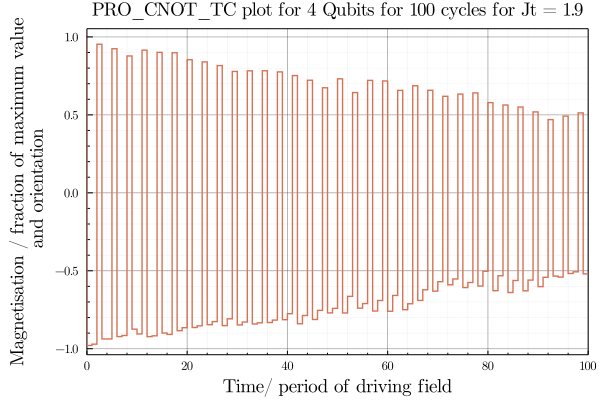 PRO_CNOT_TC plot for 4 Qubits for 100 cycles for Jt = 1.9
Magnetisation / fraction of maximum value
and orientation
1.0
0.5
0.0
−0.5
−1.0
0 20 40 60 80 100
Time/ period of driving field